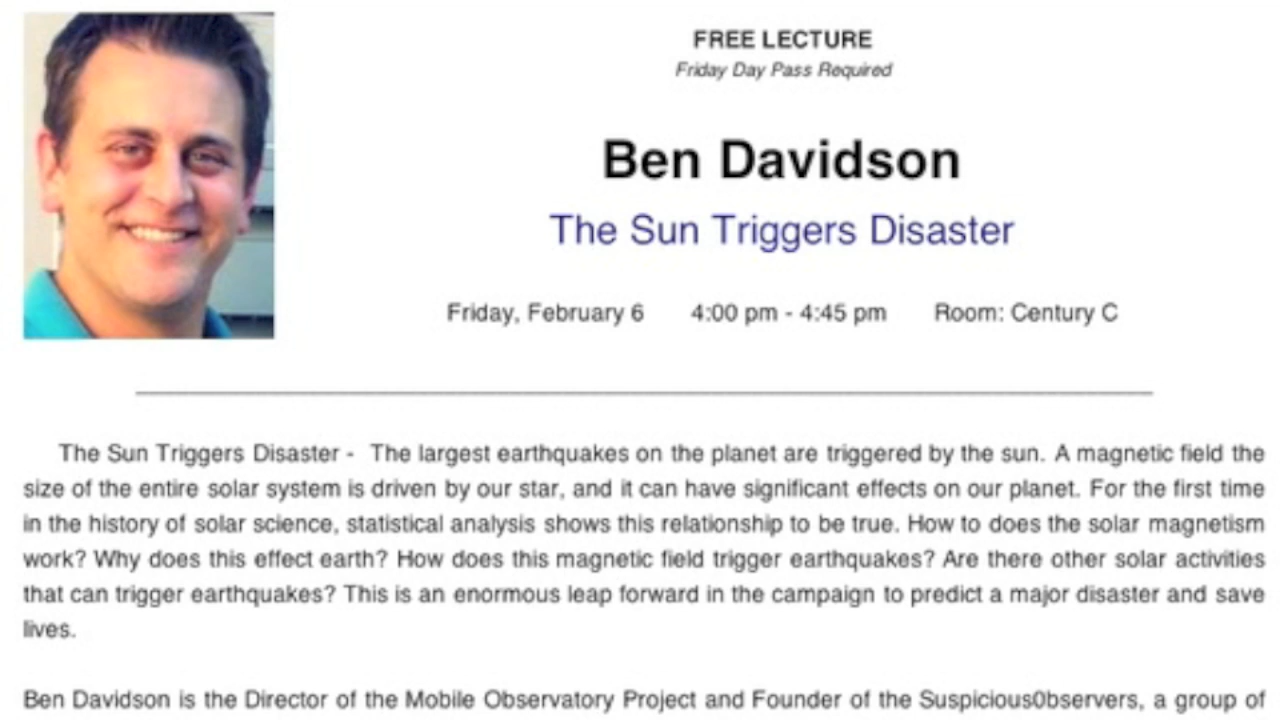 FREE LECTURE
Friday Day Pass Required
Ben Davidson
The Sun Triggers Disaster
Friday, February 6 4:00 pm - 4:45 pm Room: Century C
The Sun Triggers Disaster - The largest earthquakes on the planet are triggered by the sun. A magnetic field the
size of the entire solar system is driven by our star, and it can have significant effects on our planet. For the first time
in the history of solar science, statistical analysis shows this relationship to be true. How to does the solar magnetism
work? Why does this effect earth? How does this magnetic field trigger earthquakes? Are there other solar activities
that can trigger earthquakes? This is an enormous leap forward in the campaign to predict a major disaster and save
lives.
Ben Davidson is the Director of the Mobile Observatory Project and Founder of the Suspicious0bservers, a group of